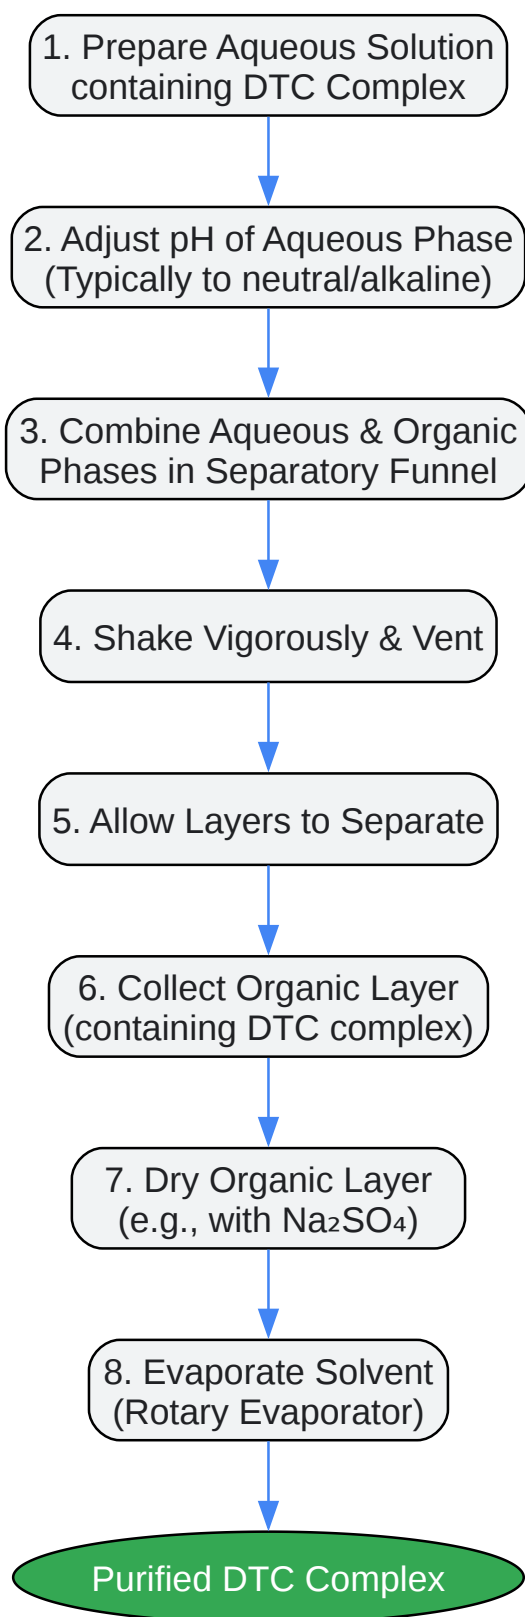 1. Prepare Aqueous Solution
containing DTC Complex
2. Adjust pH of Aqueous Phase
(Typically to neutral/alkaline)
3. Combine Aqueous & Organic
Phases in Separatory Funnel
4. Shake Vigorously & Vent
5. Allow Layers to Separate
6. Collect Organic Layer
(containing DTC complex)
7. Dry Organic Layer
(e.g., with Na₂SO₄)
8. Evaporate Solvent
(Rotary Evaporator)
Purified DTC Complex